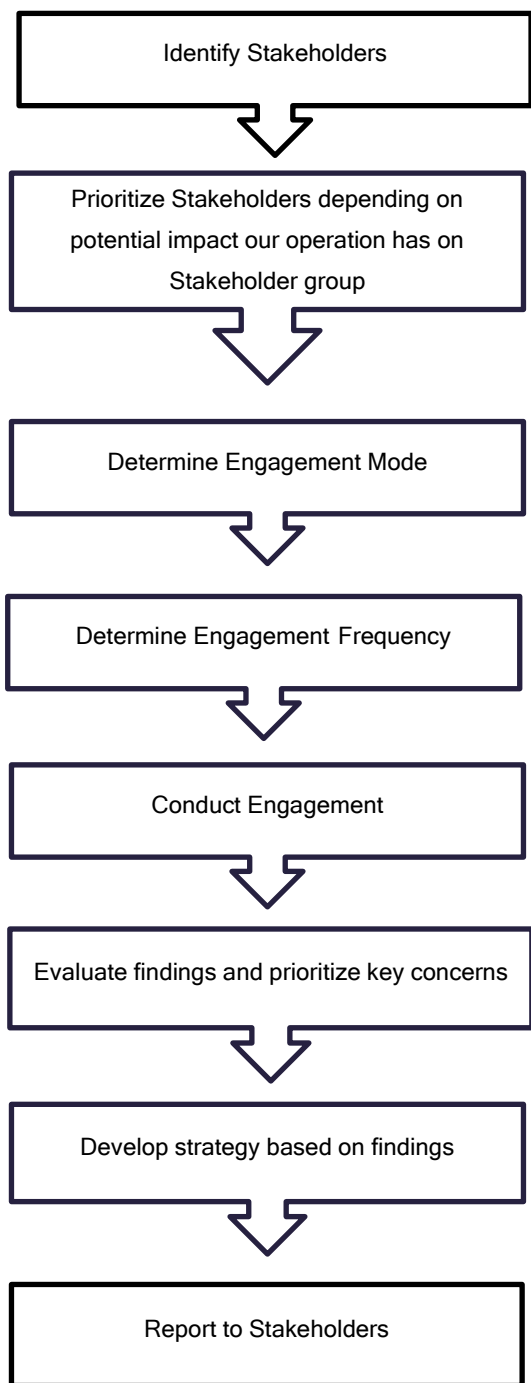 Identify Stakeholders
Prioritize Stakeholders depending on
potential impact our operation has on
Stakeholder group
Determine Engagement Mode
Determine Engagement Frequency
Conduct Engagement
Evaluate findings and prioritize key concerns
Develop strategy based on findings
Report to Stakeholders